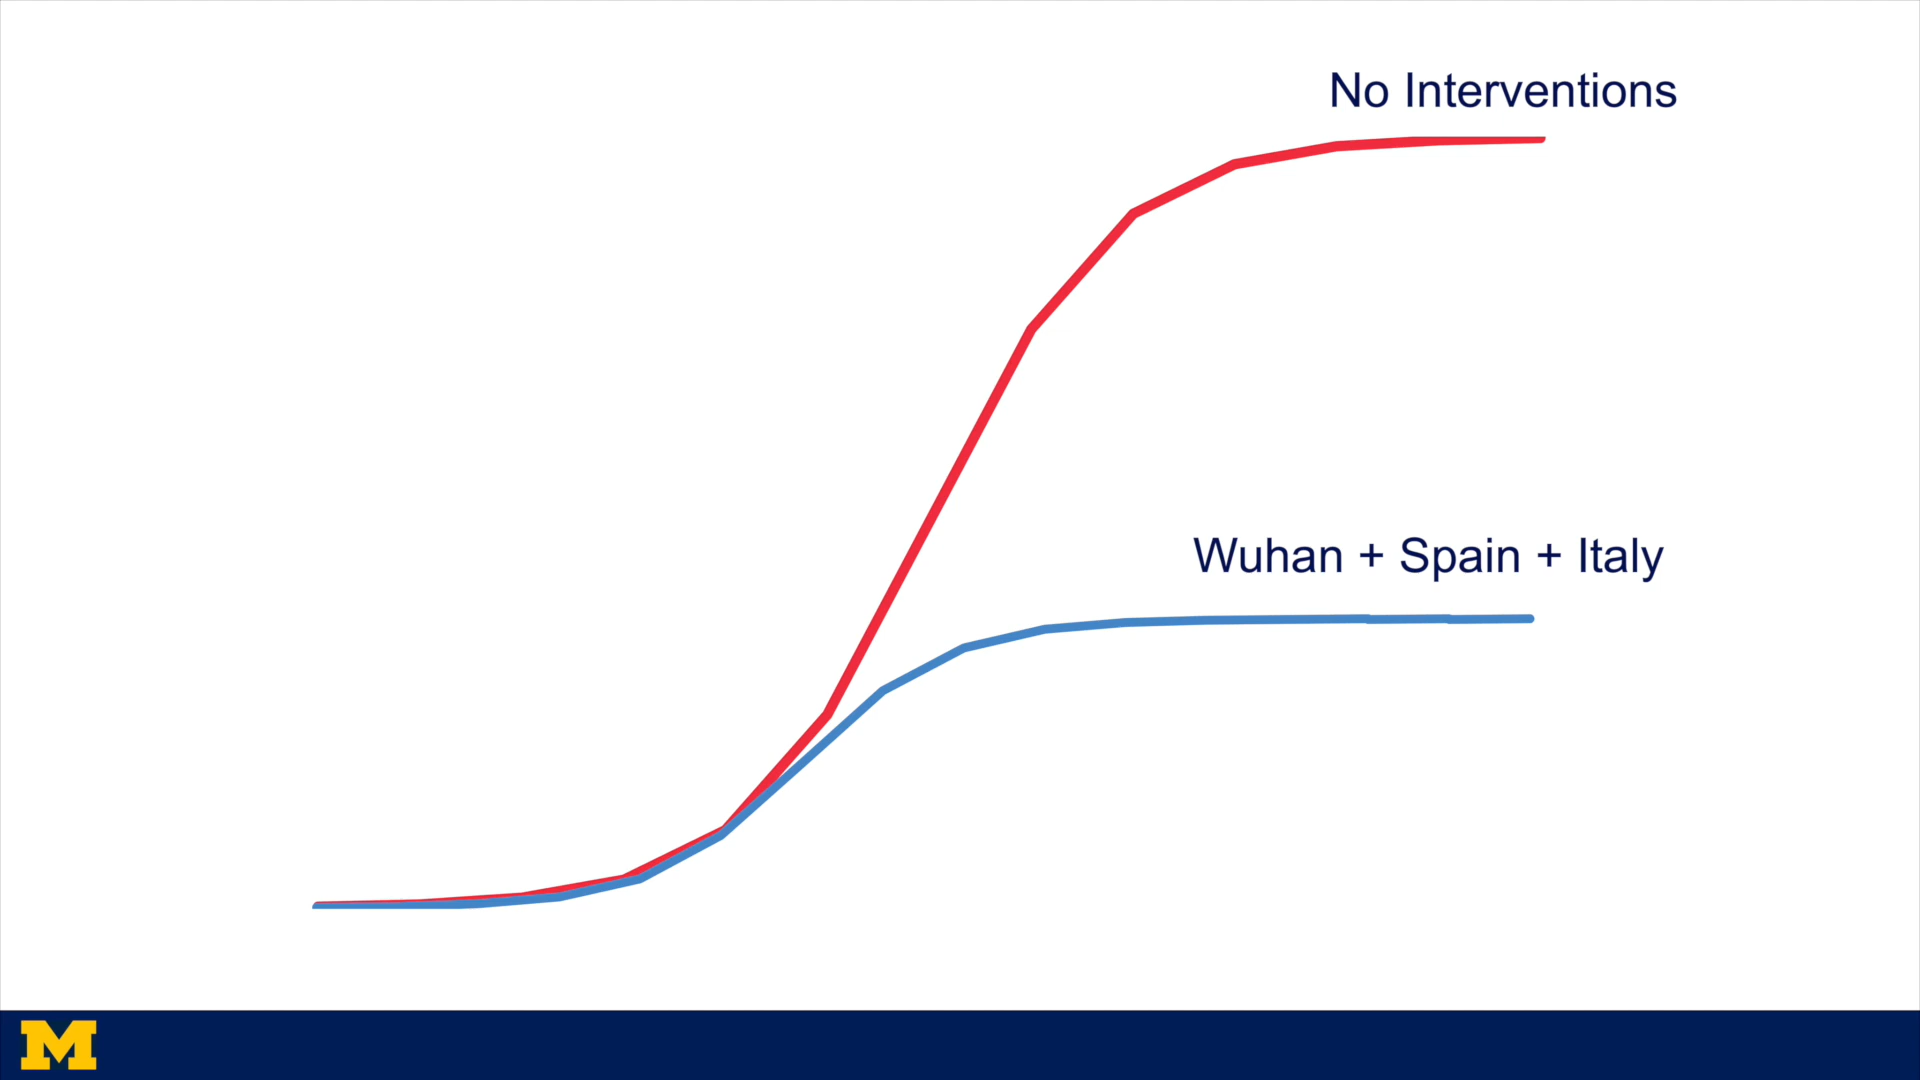 No Interventions
Wuhan + Spain + Italy
M